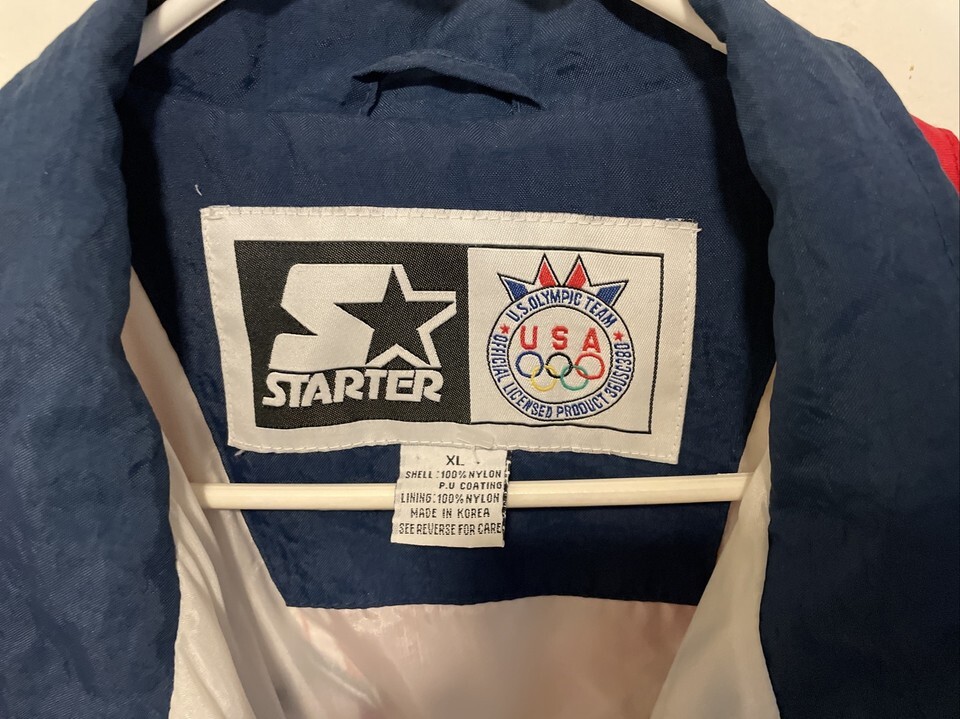 STARTER
U.S. OLYMPIC TEAM
USA
OFFICIAL LICENSED PRODUCT 36USC380
XL
SHELL:100% NYLON
P.U COATING
LINING:100% NYLON
MADE IN KOREA
SEE REVERSE FOR CARE